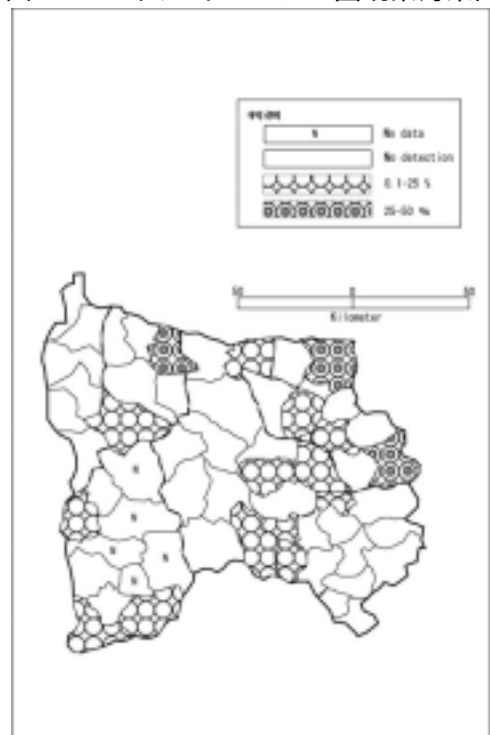 N No data
No detection
0.1-25 %
25-50 %
50 0 50
Kilometer
N
N
N
N
N